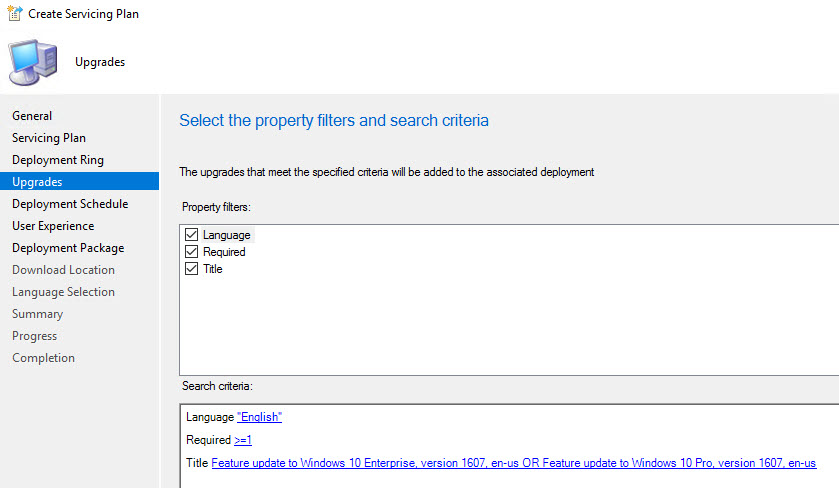 Create Servicing Plan
Upgrades
General
Servicing Plan
Deployment Ring
Upgrades
Deployment Schedule
User Experience
Deployment Package
Download Location
Language Selection
Summary
Progress
Completion
Select the property filters and search criteria
The upgrades that meet the specified criteria will be added to the associated deployment
Property filters:
Language
Required
Title
Search criteria:
Language "English"
Required >=1
Title Feature update to Windows 10 Enterprise, version 1607, en-us OR Feature update to Windows 10 Pro, version 1607, en-us